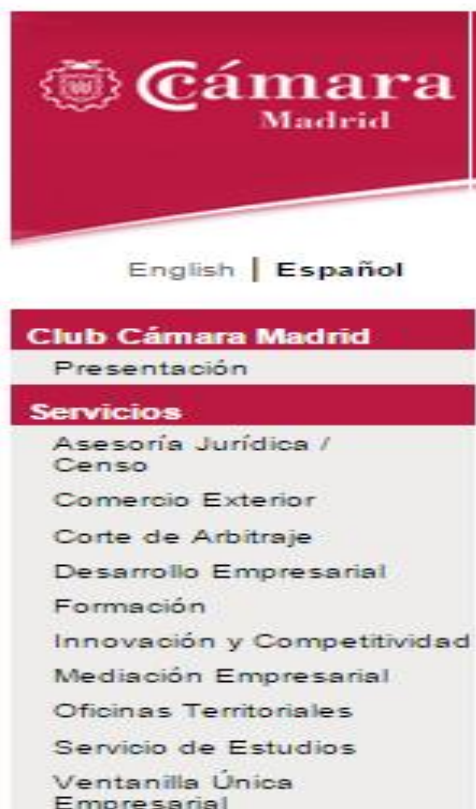 Cámara
Madrid
English | Español
Club Cámara Madrid
Presentación
Servicios
Asesoría Jurídica /
Censo
Comercio Exterior
Corte de Arbitraje
Desarrollo Empresarial
Formación
Innovación y Competitividad
Mediación Empresarial
Oficinas Territoriales
Servicio de Estudios
Ventanilla Única
Empresarial